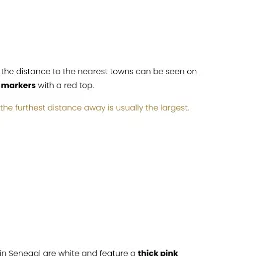 the distance to the nearest towns can be seen on
markers with a red top.
the furthest distance away is usually the largest.
in Senegal are white and feature a thick pink